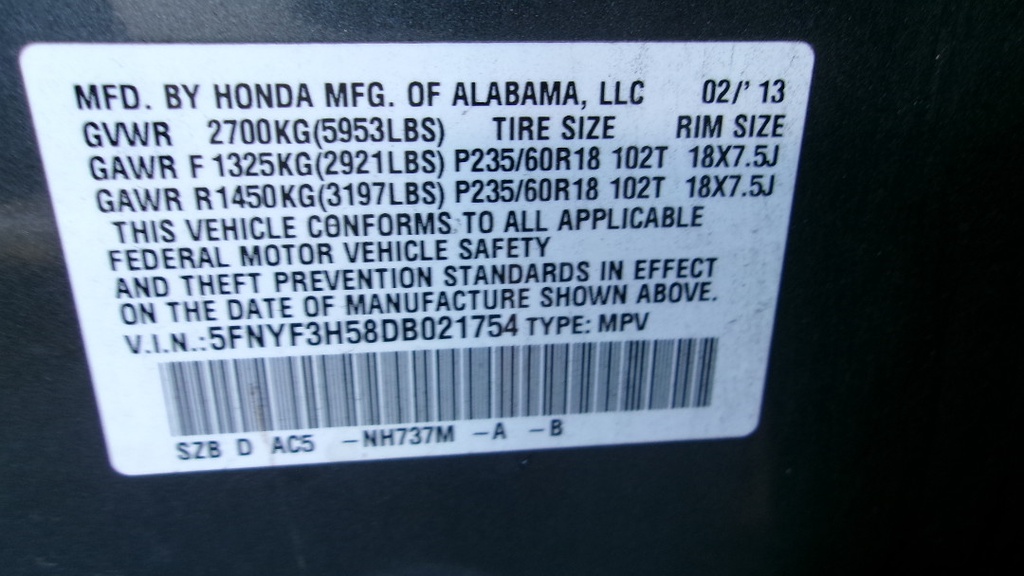 MFD. BY HONDA MFG. OF ALABAMA, LLC 02/' 13
GVWR 2700KG(5953LBS) TIRE SIZE RIM SIZE
GAWR F 1325KG(2921LBS) P235/60R18 102T 18X7.5J
GAWR R1450KG(3197LBS) P235/60R18 102T 18X7.5J
THIS VEHICLE CONFORMS TO ALL APPLICABLE
FEDERAL MOTOR VEHICLE SAFETY
AND THEFT PREVENTION STANDARDS IN EFFECT
ON THE DATE OF MANUFACTURE SHOWN ABOVE.
V.I.N.:5FNYF3H58DB021754 TYPE: MPV
SZB D AC5 -NH737M -A -B